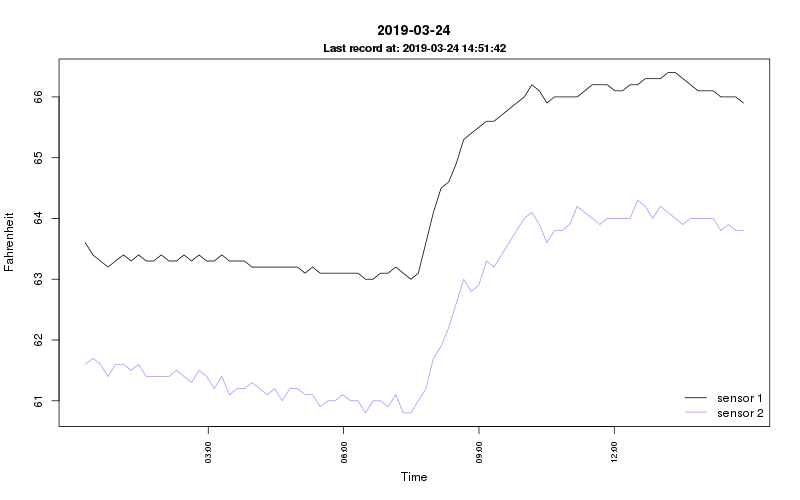 2019-03-24
Last record at: 2019-03-24 14:51:42
Fahrenheit
66
65
64
63
62
61
sensor 1
sensor 2
03:00
06:00
09:00
12:00
Time